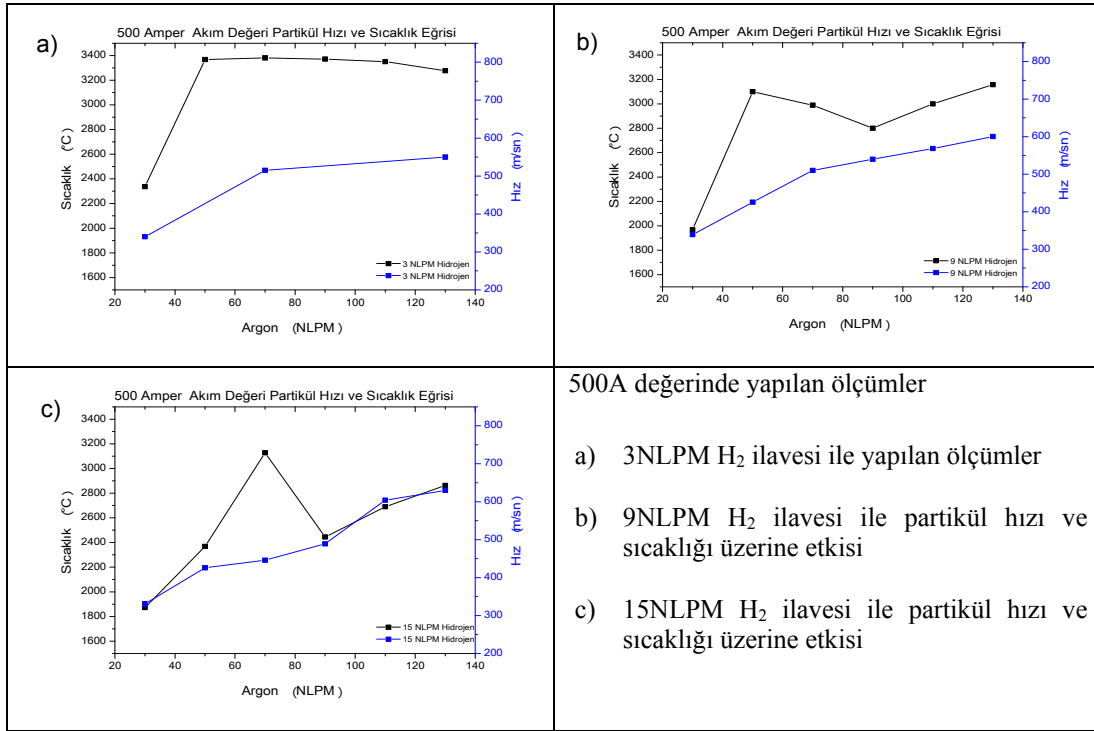 a)
500 Amper Akım Değeri Partikül Hızı ve Sıcaklık Eğrisi
3400
3200
3000
2800
2600
2400
2200
2000
1800
1600
Sıcaklık (°C)
800
700
600
500
400
300
200
Hız (m/sn)
3 NLPM Hidrojen
3 NLPM Hidrojen
20 40 60 80 100 120 140
Argon (NLPM)
b)
500 Amper Akım Değeri Partikül Hızı ve Sıcaklık Eğrisi
3400
3200
3000
2800
2600
2400
2200
2000
1800
1600
Sıcaklık (°C)
800
700
600
500
400
300
200
Hız (m/sn)
9 NLPM Hidrojen
9 NLPM Hidrojen
20 40 60 80 100 120 140
Argon (NLPM)
c)
500 Amper Akım Değeri Partikül Hızı ve Sıcaklık Eğrisi
3400
3200
3000
2800
2600
2400
2200
2000
1800
1600
Sıcaklık (°C)
800
700
600
500
400
300
200
Hız (m/sn)
15 NLPM Hidrojen
15 NLPM Hidrojen
20 40 60 80 100 120 140
Argon (NLPM)
500A değerinde yapılan ölçümler
a) 3NLPM H₂ ilavesi ile yapılan ölçümler
b) 9NLPM H₂ ilavesi ile partikül hızı ve
sıcaklığı üzerine etkisi
c) 15NLPM H₂ ilavesi ile partikül hızı ve
sıcaklığı üzerine etkisi